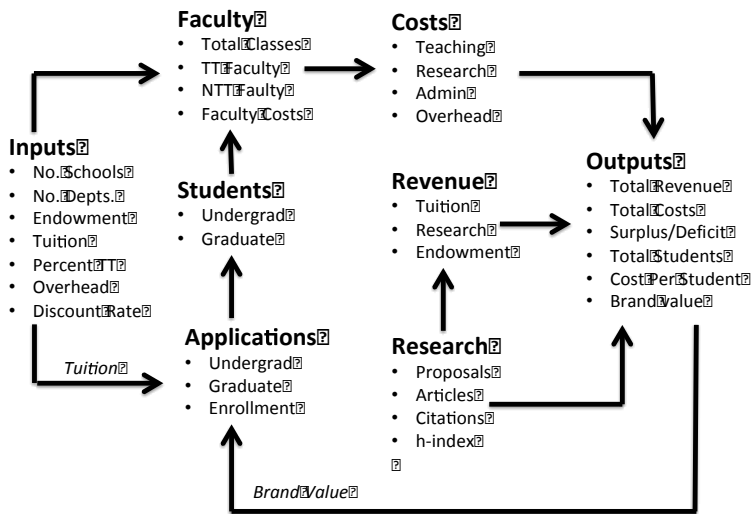 Faculty
• Total Classes
• TT Faculty
• NTT Faulty
• Faculty Costs
Costs
• Teaching
• Research
• Admin
• Overhead
Inputs
• No. Schools
• No. Depts.
• Endowment
• Tuition
• Percent TT
• Overhead
• Discount Rate
Students
• Undergrad
• Graduate
Revenue
• Tuition
• Research
• Endowment
Outputs
• Total Revenue
• Total Costs
• Surplus/Deficit
• Total Students
• Cost Per Student
• Brand value
Tuition
Applications
• Undergrad
• Graduate
• Enrollment
Research
• Proposals
• Articles
• Citations
• h-index
Brand Value